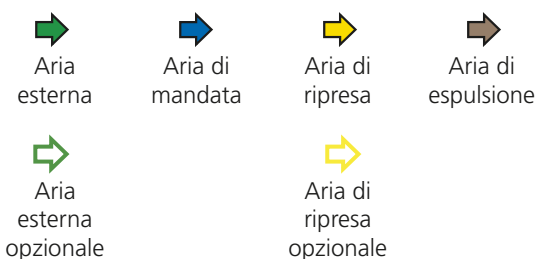 Aria
esterna
Aria di
mandata
Aria di
ripresa
Aria di
espulsione
Aria
esterna
opzionale
Aria di
ripresa
opzionale